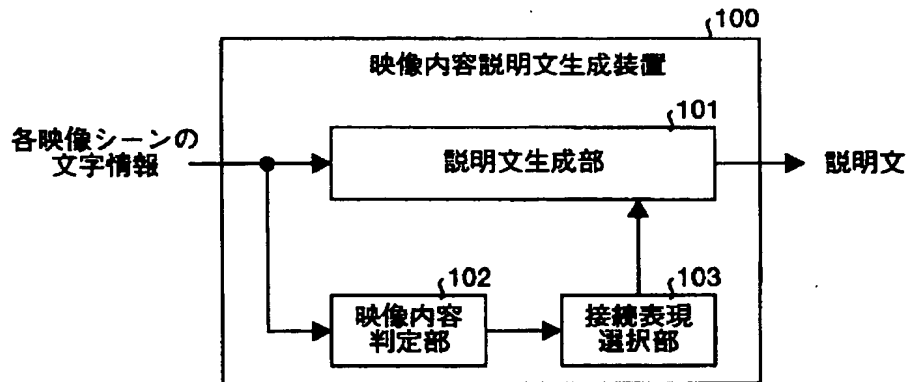 100
映像内容説明文生成装置
101
各映像シーンの
文字情報
説明文生成部
説明文
102
103
映像内容
判定部
接続表現
選択部